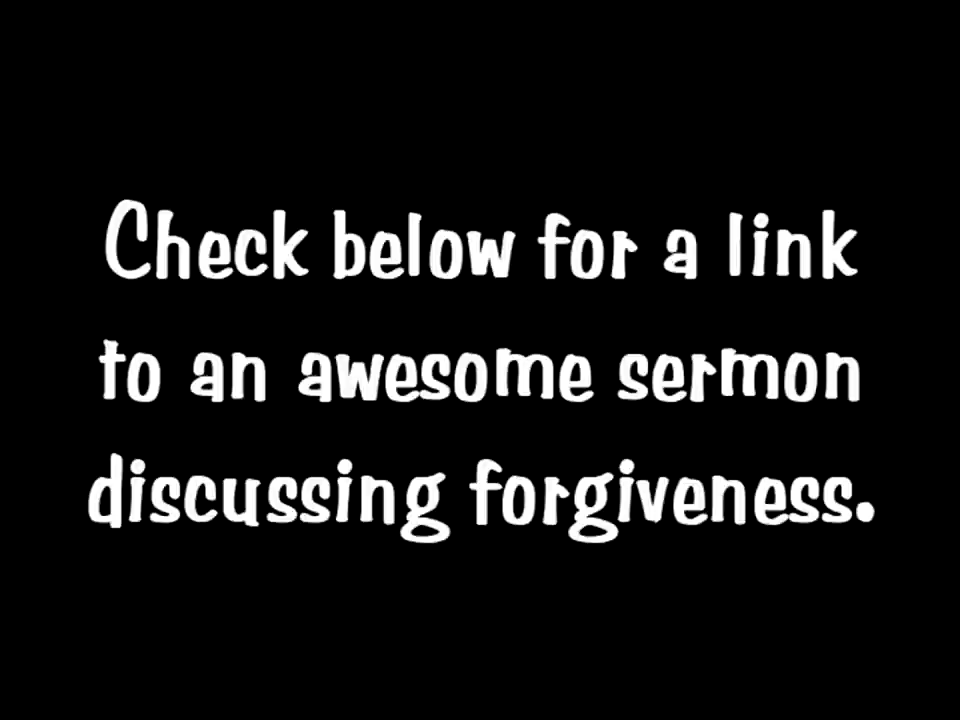 Check below for a link
to an awesome sermon
discussing forgiveness.